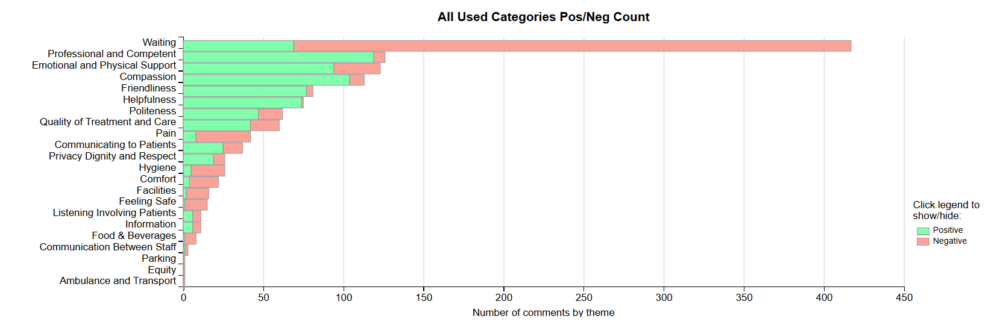 All Used Categories Pos/Neg Count
Waiting
Professional and Competent
Emotional and Physical Support
Compassion
Friendliness
Helpfulness
Politeness
Quality of Treatment and Care
Pain
Communicating to Patients
Privacy Dignity and Respect
Hygiene
Comfort
Facilities
Feeling Safe
Listening Involving Patients
Information
Food & Beverages
Communication Between Staff
Parking
Equity
Ambulance and Transport
0 50 100 150 200 250 300 350 400 450
Number of comments by theme
Click legend to
show/hide:
Positive
Negative